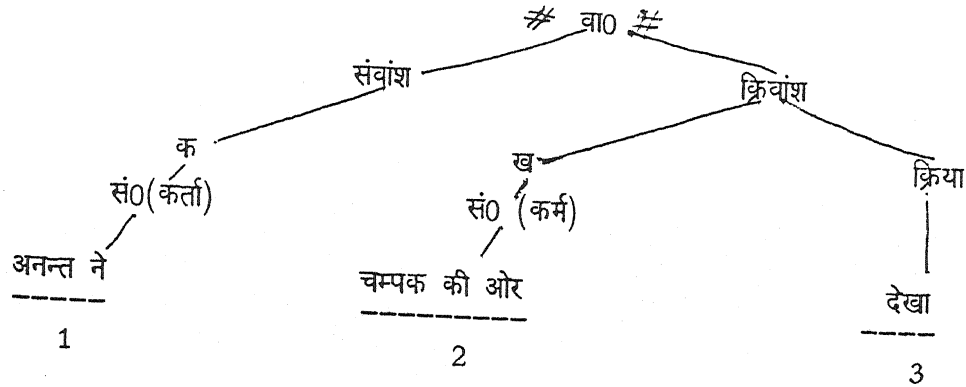 # वा0 #
संवांश क्रिवांश
क ख क्रिया
सं0(कर्ता) सं0 (कर्म)
अनन्त ने चम्पक की ओर देखा
1 2 3